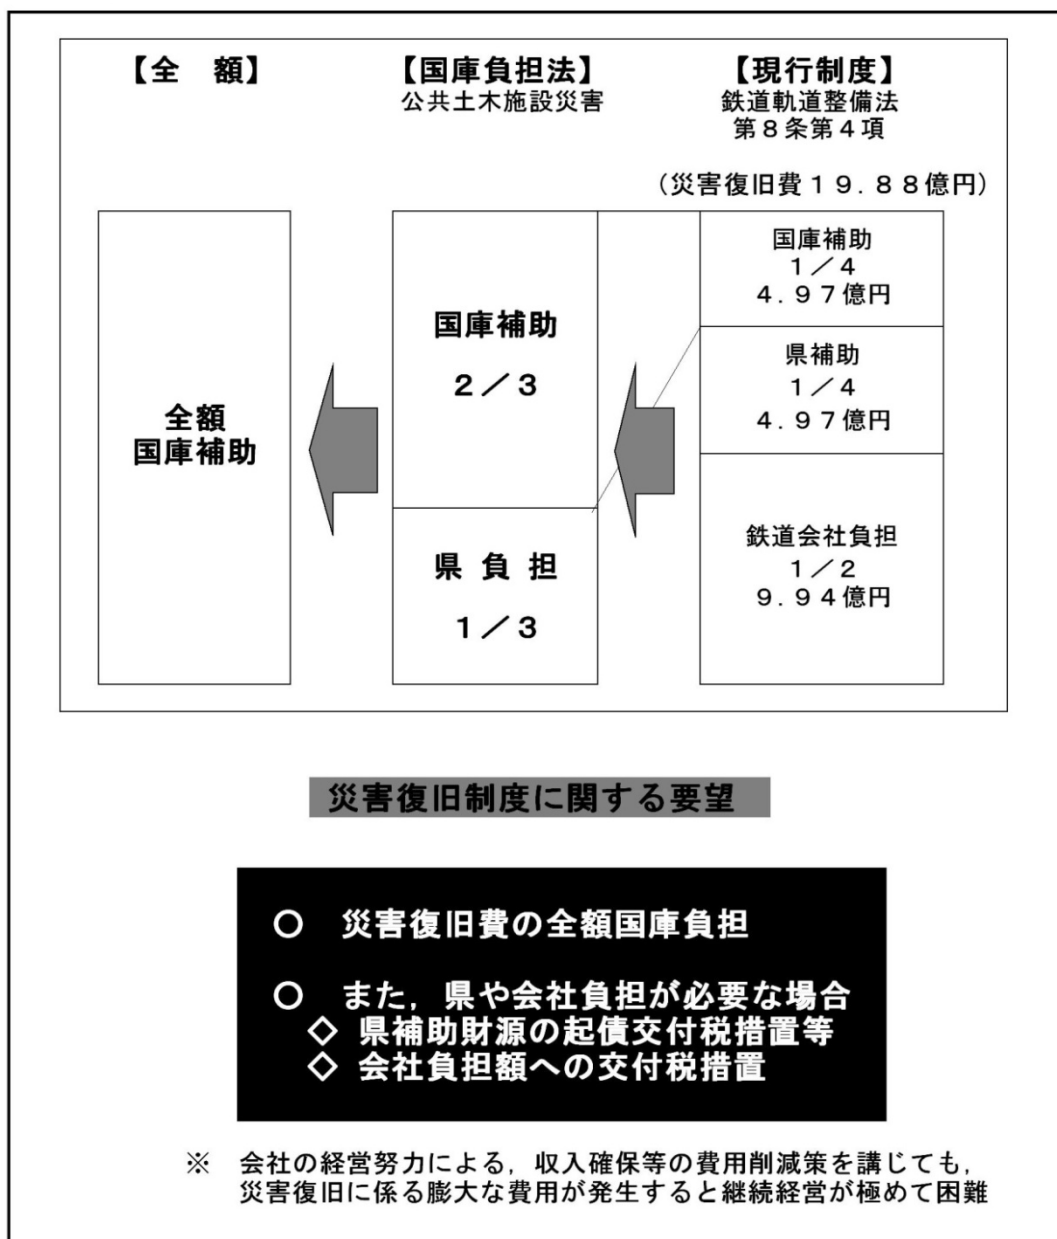 【全　額】
全額
国庫補助
【国庫負担法】
公共土木施設災害
国庫補助
２／３
県 負 担
１／３
【現行制度】
鉄道軌道整備法
第８条第４項
（災害復旧費１９．８８億円）
国庫補助
１／４
４．９７億円
県補助
１／４
４．９７億円
鉄道会社負担
１／２
９．９４億円
災害復旧制度に関する要望
○　災害復旧費の全額国庫負担
○　また，県や会社負担が必要な場合
◇ 県補助財源の起債交付税措置等
◇ 会社負担額への交付税措置
※　会社の経営努力による，収入確保等の費用削減策を講じても，
災害復旧に係る膨大な費用が発生すると継続経営が極めて困難